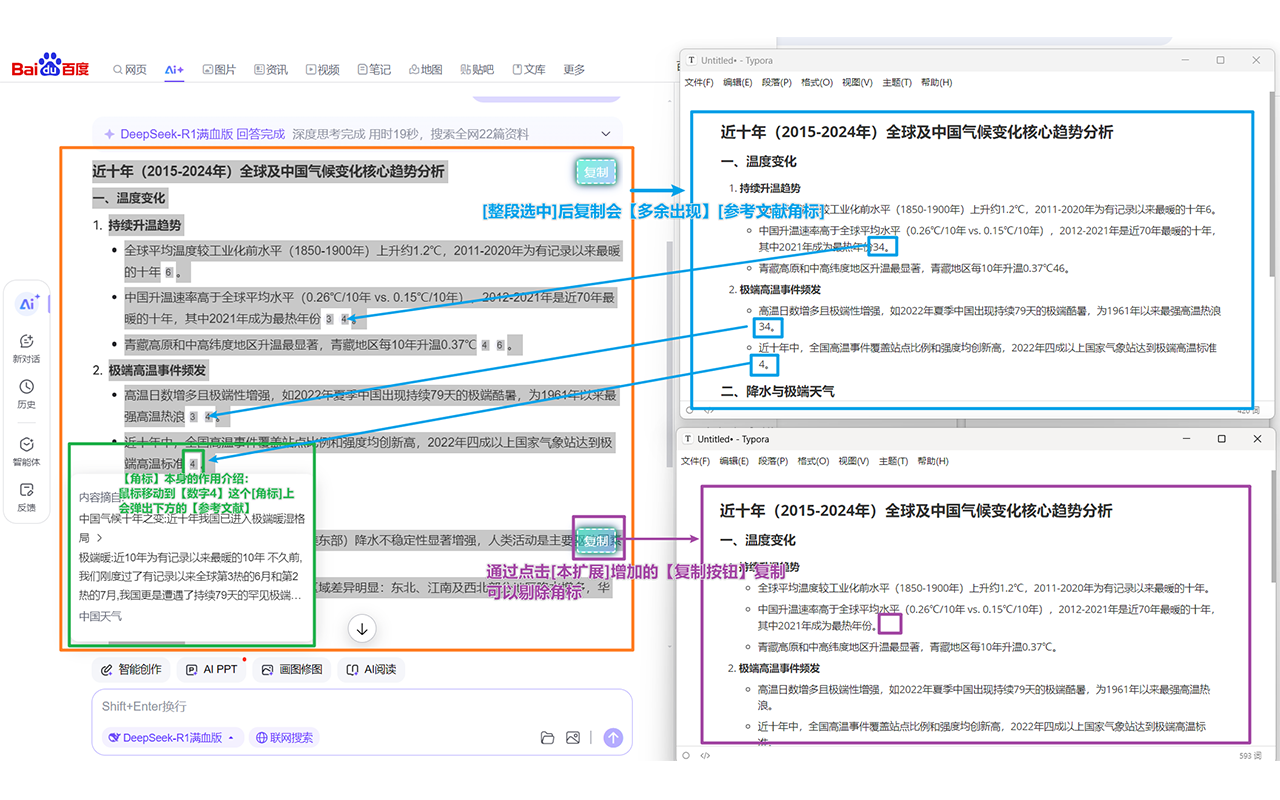 Bai du 百度
网页
Ai+
图片
资讯
视频
笔记
地图
贴吧
文库
更多
DeepSeek-R1满血版 回答完成 深度思考完成 用时19秒，搜索全网22篇资料
近十年（2015-2024年）全球及中国气候变化核心趋势分析
复制
一、温度变化
1. 持续升温趋势
全球平均温度较工业化前水平（1850-1900年）上升约1.2℃，2011-2020年为有记录以来最暖
的十年 6 。
中国升温速率高于全球平均水平（0.26℃/10年 vs. 0.15℃/10年），2012-2021年是近70年最
暖的十年，其中2021年成为最热年份 3 4 。
青藏高原和中高纬度地区升温最显著，青藏地区每10年升温0.37℃ 4 6 。
2. 极端高温事件频发
高温日数增多且极端性增强，如2022年夏季中国出现持续79天的极端酷暑，为1961年以来最
强高温热浪 3 4 。
近十年中，全国高温事件覆盖站点比例和强度均创新高，2022年四成以上国家气象站达到极
端高温标准 4 。
【角标】本身的作用介绍：
鼠标移动到【数字4】这个[角标]上
会弹出下方的【参考文献】
内容摘自
中国气候十年之变:近十年我国已进入极端暖湿格
局 >
极端暖:近10年为有记录以来最暖的10年 不久前,
我们刚度过了有记录以来全球第3热的6月和第2
热的7月,我国更是遭遇了持续79天的罕见极端...
中国天气
东部）降水不稳定性显著增强，人类活动是主要
复制
域差异明显：东北、江南及西北
，华
Ai+
新对话
历史
智能体
反馈
智能创作
AI PPT
画图修图
AI阅读
Shift+Enter换行
DeepSeek-R1满血版
联网搜索
[整段选中]后复制会【多余出现】[参考文献角标]
通过点击[本扩展]增加的【复制按钮】复制
可以剔除角标
T Untitled• - Typora
文件(F) 编辑(E) 段落(P) 格式(O) 视图(V) 主题(T) 帮助(H)
近十年（2015-2024年）全球及中国气候变化核心趋势分析
一、温度变化
1. 持续升温趋势
较工业化前水平（1850-1900年）上升约1.2℃，2011-2020年为有记录以来最暖的十年6。
中国升温速率高于全球平均水平（0.26℃/10年 vs. 0.15℃/10年），2012-2021年是近70年最暖的十年，
其中2021年成为最热年份34。
青藏高原和中高纬度地区升温最显著，青藏地区每10年升温0.37℃46。
2. 极端高温事件频发
高温日数增多且极端性增强，如2022年夏季中国出现持续79天的极端酷暑，为1961年以来最强高温热浪
34。
近十年中，全国高温事件覆盖站点比例和强度均创新高，2022年四成以上国家气象站达到极端高温标准
4。
二、降水与极端天气
T Untitled• - Typora
文件(F) 编辑(E) 段落(P) 格式(O) 视图(V) 主题(T) 帮助(H)
近十年（2015-2024年）全球及中国气候变化核心趋势分析
一、温度变化
持续升温趋势
全球平均温度较工业化前水平（1850-1900年）上升约1.2℃，2011-2020年为有记录以来最暖的十年。
中国升温速率高于全球平均水平（0.26℃/10年 vs. 0.15℃/10年），2012-2021年是近70年最暖的十年，
其中2021年成为最热年份。
青藏高原和中高纬度地区升温最显著，青藏地区每10年升温0.37℃。
2. 极端高温事件频发
高温日数增多且极端性增强，如2022年夏季中国出现持续79天的极端酷暑，为1961年以来最强高温热
浪。
近十年中，全国高温事件覆盖站点比例和强度均创新高，2022年四成以上国家气象站达到极端高温标
准。
593 词